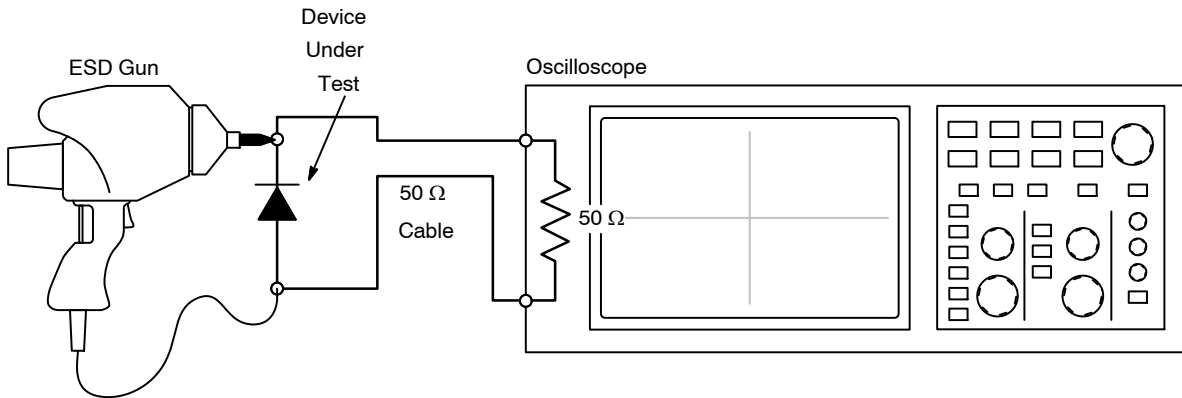 Device
Under
Test
ESD Gun
Oscilloscope
50 Ω
Cable
50 Ω